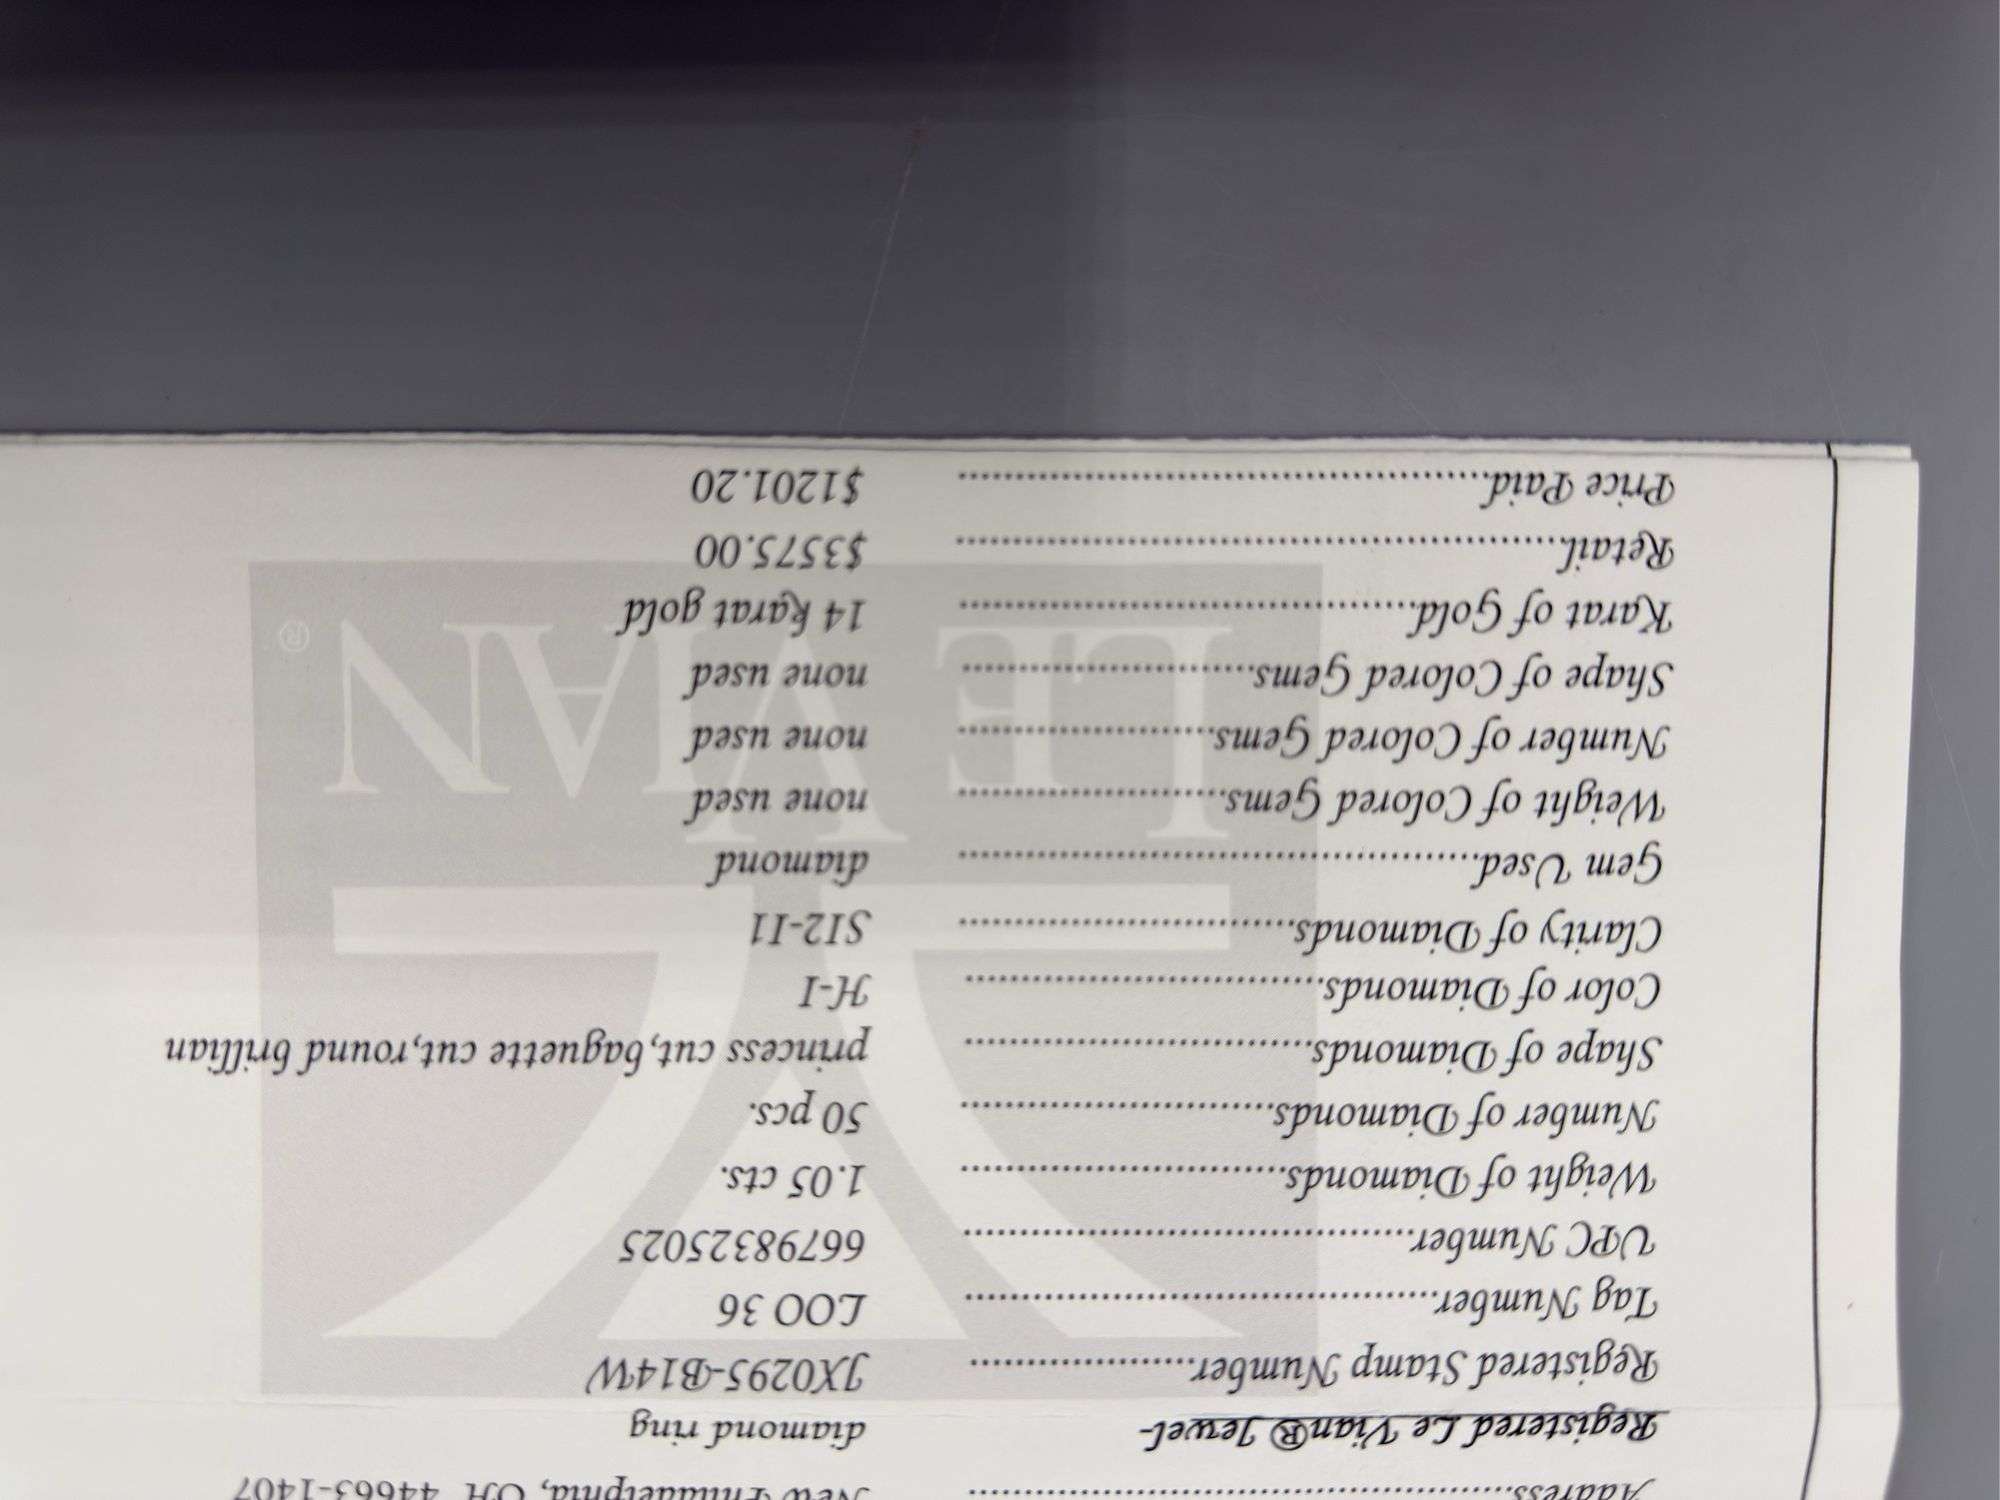 Address.......... New Philadelphia, OH 44663-1407
Registered Le Vian® Jewel- diamond ring
Registered Stamp Number.......... JX0295-B14W
Tag Number.......... LOO 36
UPC Number.......... 66798325025
Weight of Diamonds.......... 1.05 cts.
Number of Diamonds.......... 50 pcs.
Shape of Diamonds.......... princess cut,baguette cut,round brillian
Color of Diamonds.......... H-I
Clarity of Diamonds.......... SI2-I1
Gem Used.......... diamond
Weight of Colored Gems.......... none used
Number of Colored Gems.......... none used
Shape of Colored Gems.......... none used
Karat of Gold.......... 14 karat gold
Retail.......... $3575.00
Price Paid.......... $1201.20
LE VIAN®